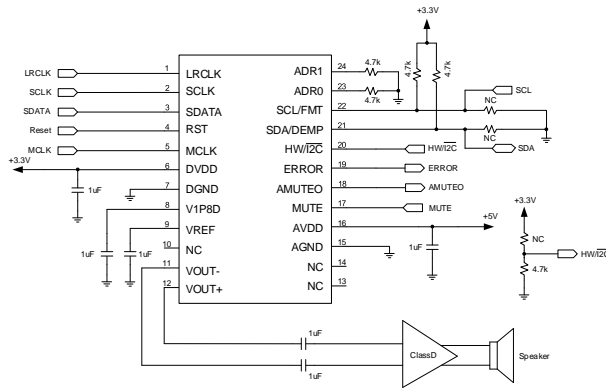 +3.3V
LRCLK 1 LRCLK ADR1 24 4.7k
SCLK 2 SCLK ADR0 23 4.7k
4.7k 4.7k
SDATA 3 SDATA SCL/FMT 22 SCL NC
Reset 4 RST SDA/DEMP 21 NC SDA
MCLK 5 MCLK HW/I2C 20 HW/I2C
+3.3V 6 DVDD ERROR 19 ERROR
1uF 7 DGND AMUTEO 18 AMUTEO
8 V1P8D MUTE 17 MUTE
9 VREF AVDD 16 +5V
1uF 1uF 10 NC AGND 15 1uF
11 VOUT- NC 14
12 VOUT+ NC 13
+3.3V
NC
HW/I2C
4.7k
1uF
1uF
ClassD
Speaker